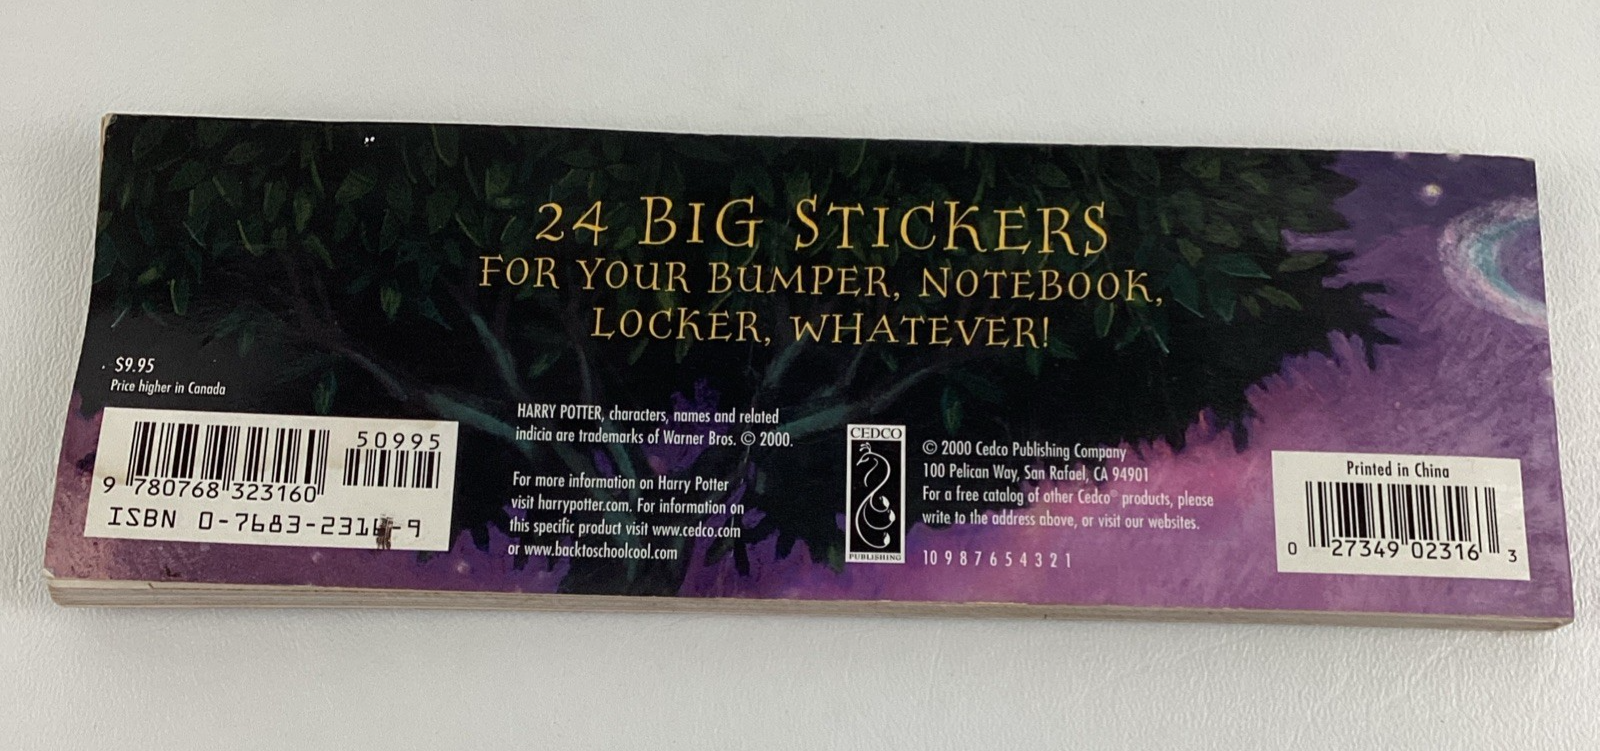 24 BIG STICKERS
FOR YOUR BUMPER, NOTEBOOK,
LOCKER, WHATEVER!
$9.95
Price higher in Canada
50995
9 780768 323160
ISBN 0-7683-231 -9
HARRY POTTER, characters, names and related
indicia are trademarks of Warner Bros. © 2000.
For more information on Harry Potter
visit harrypotter.com. For information on
this specific product visit www.cedco.com
or www.backtoschoolcool.com
CEDCO
PUBLISHING
© 2000 Cedco Publishing Company
100 Pelican Way, San Rafael, CA 94901
For a free catalog of other Cedco® products, please
write to the address above, or visit our websites.
10 9 8 7 6 5 4 3 2 1
Printed in China
0 27349 02316 3